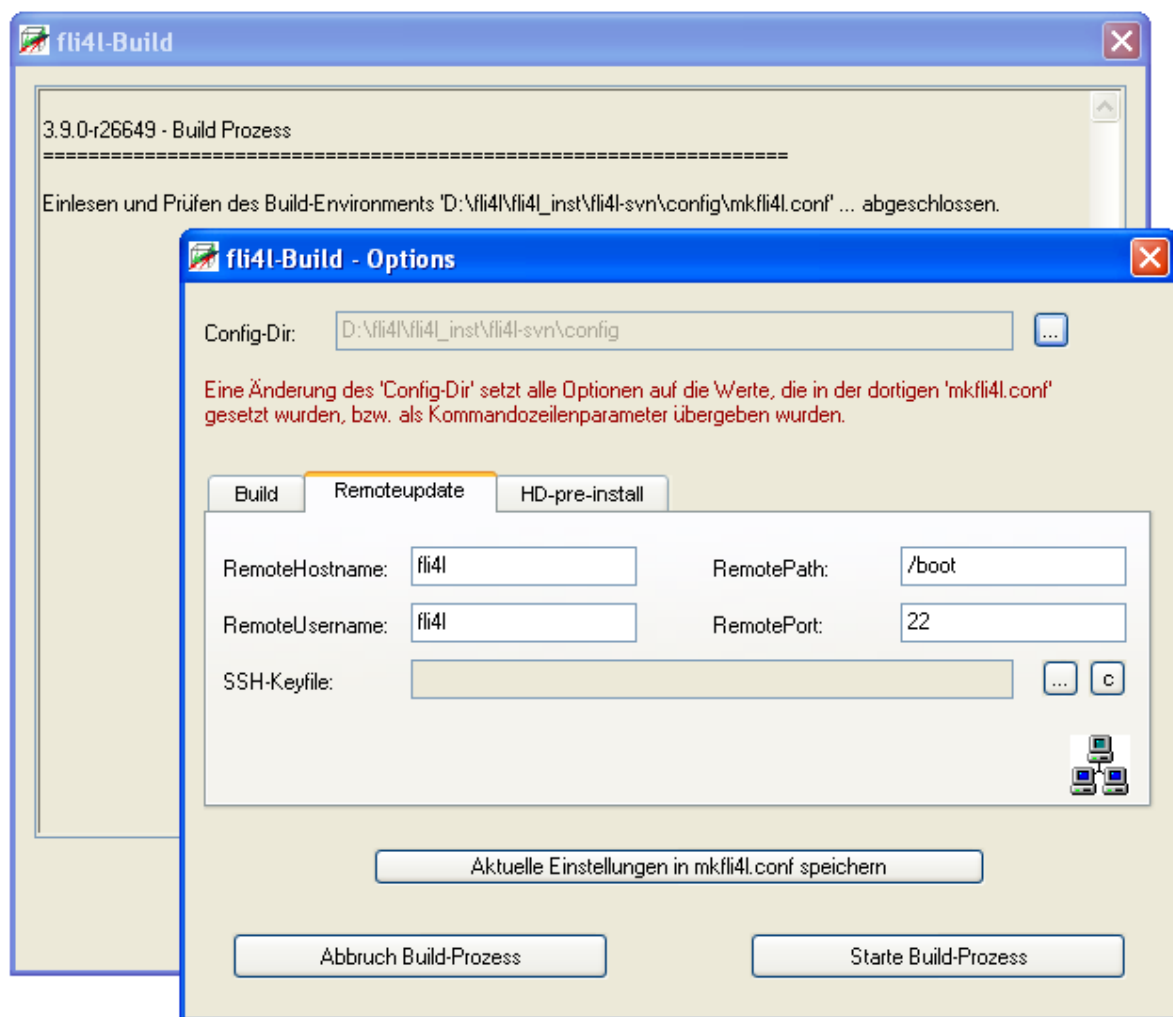 fli4l-Build
3.9.0-r26649 - Build Prozess
==================================================================
Einlesen und Prüfen des Build-Environments 'D:\fli4l\fli4l_inst\fli4l-svn\config\mkfli4l.conf' ... abgeschlossen.
fli4l-Build - Options
Config-Dir: D:\fli4l\fli4l_inst\fli4l-svn\config ...
Eine Änderung des 'Config-Dir' setzt alle Optionen auf die Werte, die in der dortigen 'mkfli4l.conf'
gesetzt wurden, bzw. als Kommandozeilenparameter übergeben wurden.
Build Remoteupdate HD-pre-install
RemoteHostname: fli4l RemotePath: /boot
RemoteUsername: fli4l RemotePort: 22
SSH-Keyfile: ... c
Aktuelle Einstellungen in mkfli4l.conf speichern
Abbruch Build-Prozess Starte Build-Prozess